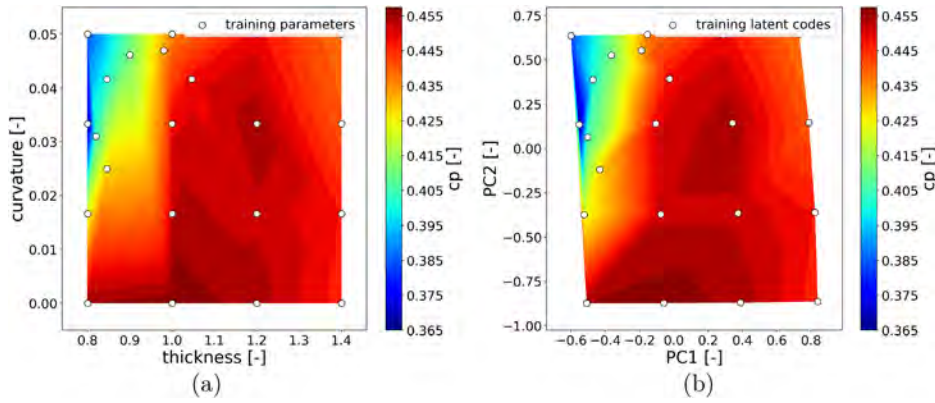 training parameters
curvature [-]
0.05
0.04
0.03
0.02
0.01
0.00
0.8 0.9 1.0 1.1 1.2 1.3 1.4
thickness [-]
0.455
0.445
0.435
0.425
0.415
0.405
0.395
0.385
0.375
0.365
cp [-]
(a)
training latent codes
PC2 [-]
0.75
0.50
0.25
0.00
−0.25
−0.50
−0.75
−1.00
−0.6 −0.4 −0.2 0.0 0.2 0.4 0.6 0.8
PC1 [-]
0.455
0.445
0.435
0.425
0.415
0.405
0.395
0.385
0.375
0.365
cp [-]
(b)